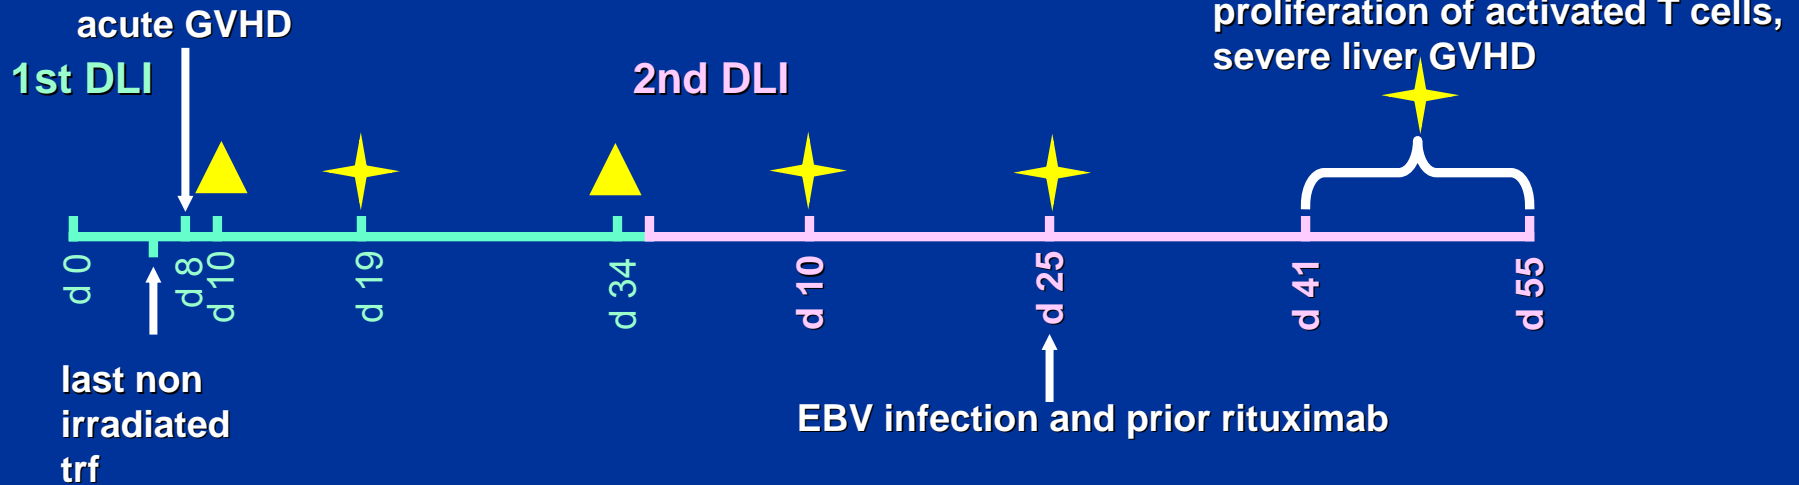 acute GVHD
proliferation of activated T cells,
severe liver GVHD
1st DLI
2nd DLI
d 0
d 8
d 10
d 19
d 34
d 10
d 25
d 41
d 55
last non
irradiated
trf
EBV infection and prior rituximab